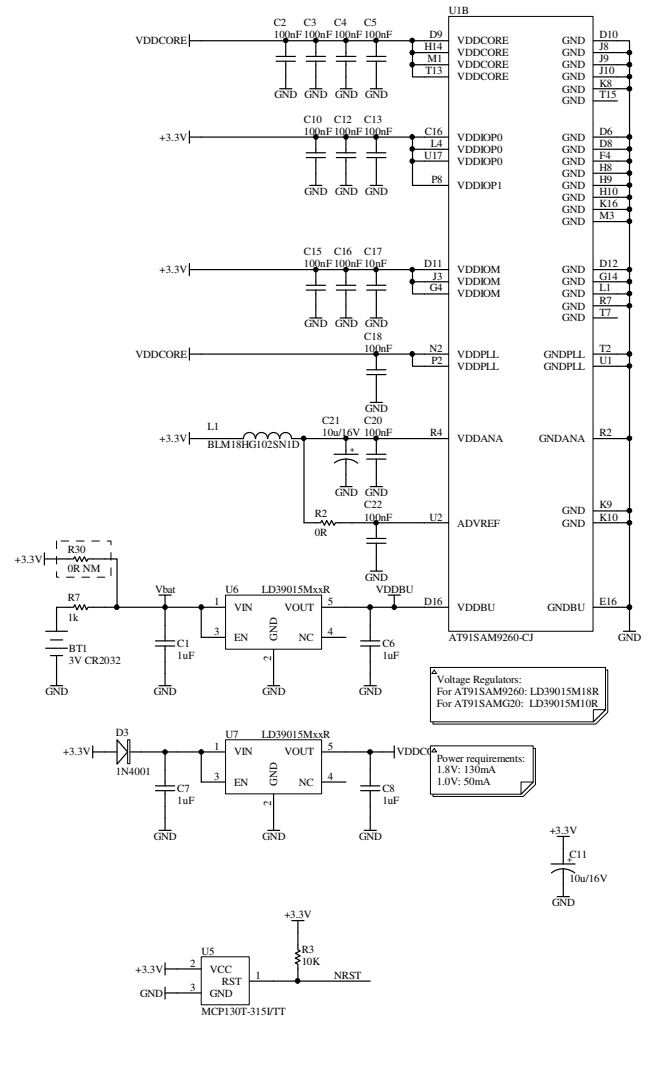 U1B
C2 C3 C4 C5
VDDCORE 100nF 100nF 100nF 100nF D9 VDDCORE GND D10
H14 VDDCORE GND J8
M1 VDDCORE GND J9
T13 VDDCORE GND J10
GND K8
GND GND GND GND GND T15
C10 C12 C13
+3.3V 100nF 100nF 100nF C16 VDDIOP0 GND D6
L4 VDDIOP0 GND D8
U17 VDDIOP0 GND F4
GND H8
P8 VDDIOP1 GND H9
GND GND GND GND H10
GND K16
GND M3
C15 C16 C17
+3.3V 100nF 100nF 10nF D11 VDDIOM GND D12
J3 VDDIOM GND G14
G4 VDDIOM GND L1
GND R7
GND GND GND GND T7
C18
VDDCORE 100nF N2 VDDPLL GNDPLL T2
P2 VDDPLL GNDPLL U1
GND
L1 C21 C20
+3.3V BLM18HG102SN1D 10u/16V 100nF R4 VDDANA GNDANA R2
+
GND GND
C22
R2 100nF GND K9
0R U2 ADVREF GND K10
GND
R30
+3.3V 0R NM
R7 Vbat U6 LD39015MxxR VDDBU
1k 1 VIN VOUT 5 D16 VDDBU GNDBU E16
3 EN GND NC 4
AT91SAM9260-CJ GND
BT1 C1 2 C6
3V CR2032 1uF 1uF
GND GND GND GND
Voltage Regulators:
For AT91SAM9260: LD39015M18R
For AT91SAMG20: LD39015M10R
D3 U7 LD39015MxxR
+3.3V 1 VIN VOUT 5 VDDC
1N4001 3 EN GND NC 4
C7 2 C8
1uF 1uF
GND GND GND
Power requirements:
1.8V: 130mA
1.0V: 50mA
+3.3V
C11
+
10u/16V
GND
+3.3V
U5 R3
10K
+3.3V 2 VCC
RST 1 NRST
GND 3 GND
MCP130T-315I/TT